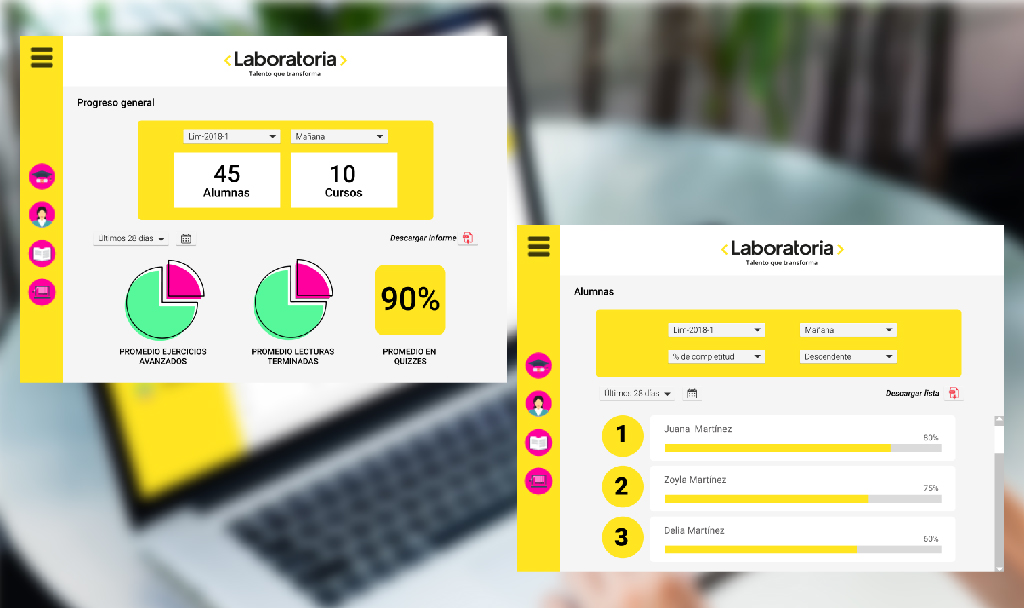 <Laboratoria>
Talento que transforma
Progreso general
Lim-2018-1
Mañana
45
Alumnas
10
Cursos
Últimos 28 días
Descargar informe
PROMEDIO EJERCICIOS
AVANZADOS
PROMEDIO LECTURAS
TERMINADAS
90%
PROMEDIO EN
QUIZZES
<Laboratoria>
Talento que transforma
Alumnas
Lim-2018-1
Mañana
% de completitud
Descendente
Últimos 28 días
Descargar lista
1
Juana Martínez
80%
2
Zoyla Martínez
75%
3
Delia Martínez
60%